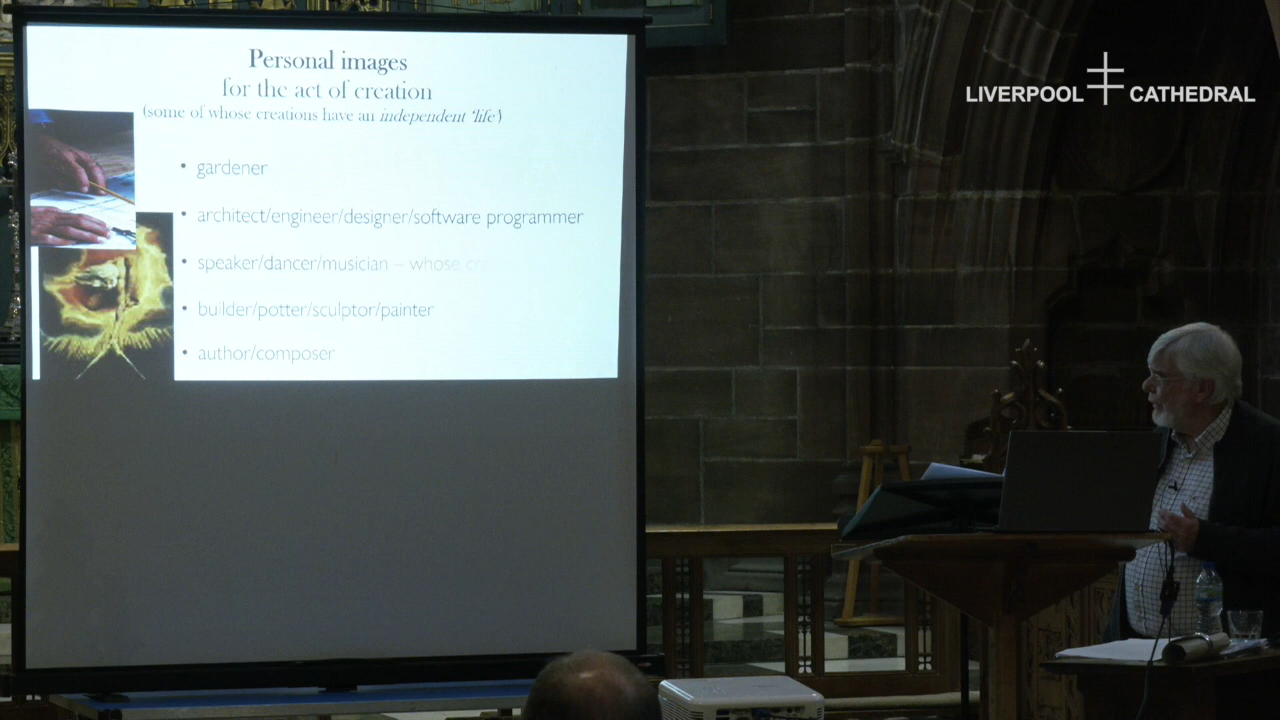 Personal images
for the act of creation
(some of whose creations have an independent ‘life’)
• gardener
• architect/engineer/designer/software programmer
• speaker/dancer/musician – whose
• builder/potter/sculptor/painter
• author/composer
LIVERPOOL CATHEDRAL